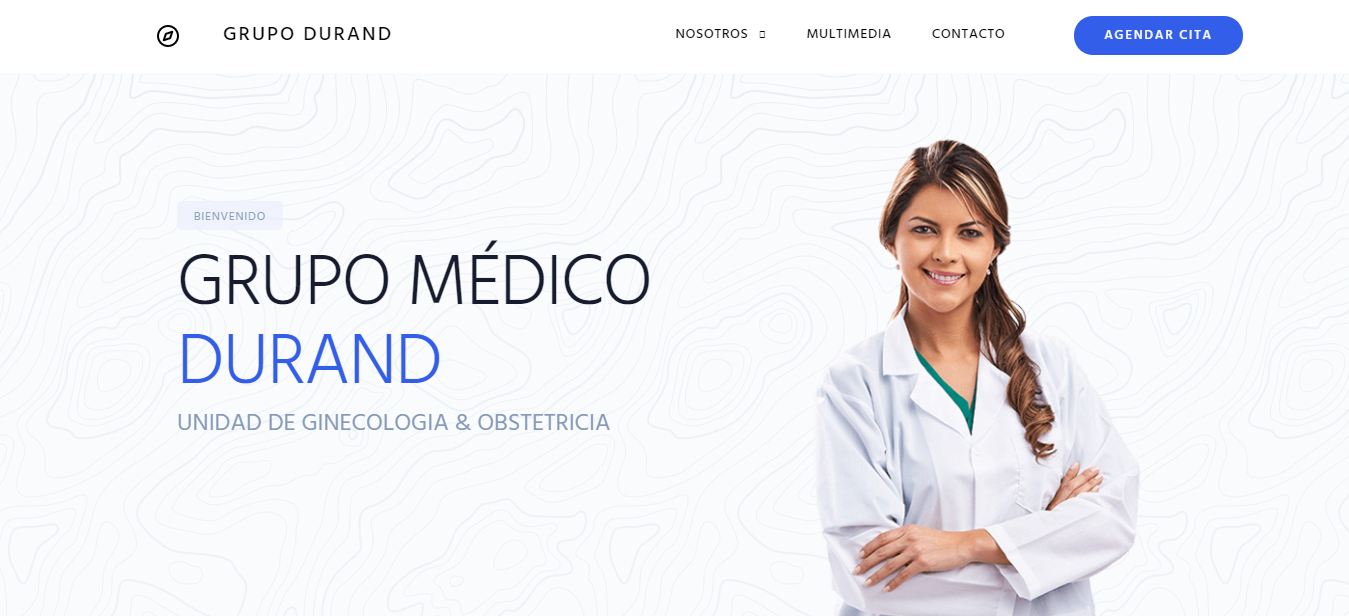 GRUPO DURAND
NOSOTROS
MULTIMEDIA
CONTACTO
AGENDAR CITA
BIENVENIDO
GRUPO MÉDICO
DURAND
UNIDAD DE GINECOLOGIA & OBSTETRICIA